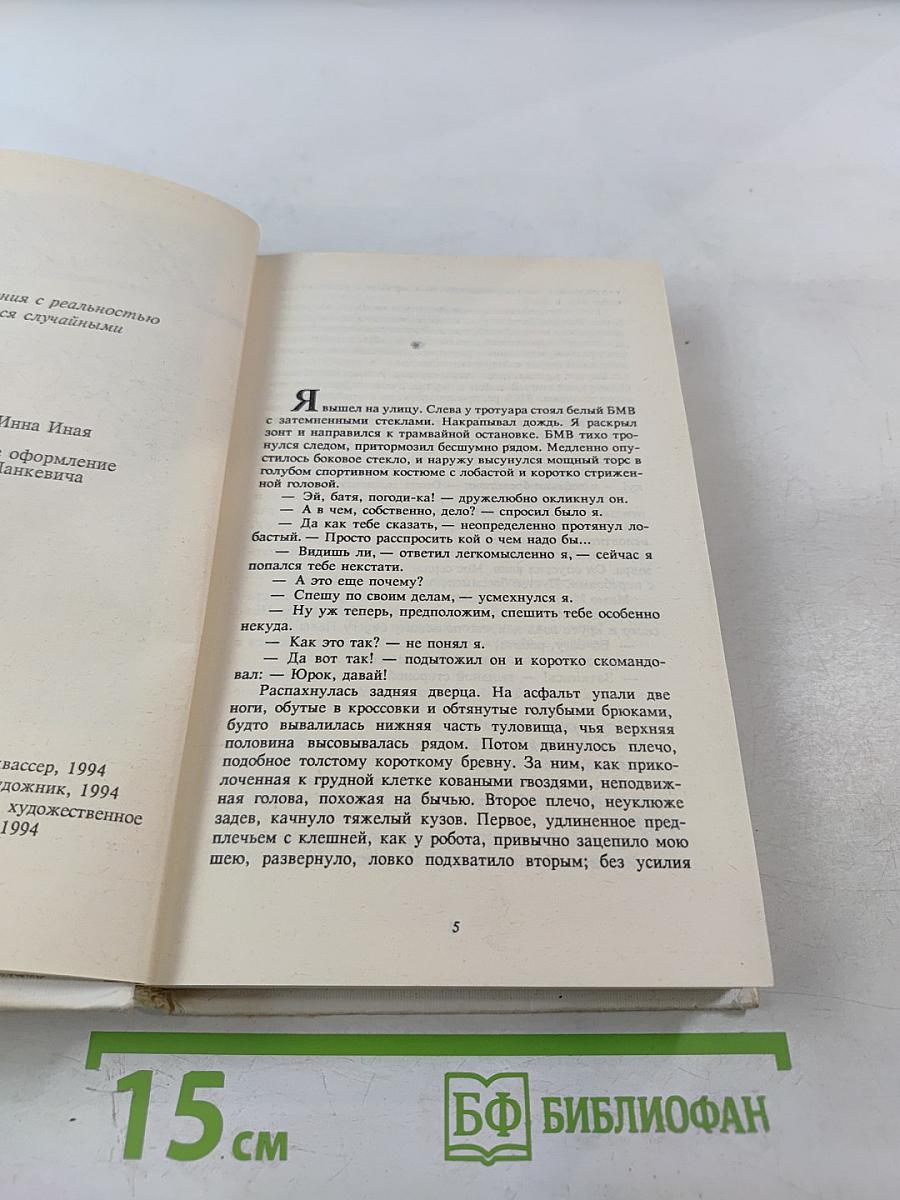 ния с реальностью
ся случайными
Инна Иная
е оформление
Панкевича
квассер, 1994
удожник, 1994
художественное
1994
Я вышел на улицу. Слева у тротуара стоял белый БМВ
с затемненными стеклами. Накрапывал дождь. Я раскрыл
зонт и направился к трамвайной остановке. БМВ тихо тро-
нулся следом, притормозил бесшумно рядом. Медленно опу-
стилось боковое стекло, и наружу высунулся мощный торс в
голубом спортивном костюме с лобастой и коротко стрижен-
ной головой.
— Эй, батя, погоди-ка! — дружелюбно окликнул он.
— А в чем, собственно, дело? — спросил было я.
— Да как тебе сказать, — неопределенно протянул ло-
бастый. — Просто расспросить кой о чем надо бы...
— Видишь ли, — ответил легкомысленно я, — сейчас я
попался тебе некстати.
— А это еще почему?
— Спешу по своим делам, — усмехнулся я.
— Ну уж теперь, предположим, спешить тебе особенно
некуда.
— Как это так? — не понял я.
— Да вот так! — подытожил он и коротко скомандо-
вал: — Юрок, давай!
Распахнулась задняя дверца. На асфальт упали две
ноги, обутые в кроссовки и обтянутые голубыми брюками,
будто вывалилась нижняя часть туловища, чья верхняя
половина высовывалась рядом. Потом двинулось плечо,
подобное толстому короткому бревну. За ним, как прико-
лоченная к грудной клетке коваными гвоздями, неподвиж-
ная голова, похожая на бычью. Второе плечо, неуклюже
задев, качнуло тяжелый кузов. Первое, удлиненное пред-
плечьем с клешней, как у робота, привычно зацепило мою
шею, развернуло, ловко подхватило вторым; без усилия
5
15 см
БФ БИБЛИОФАН